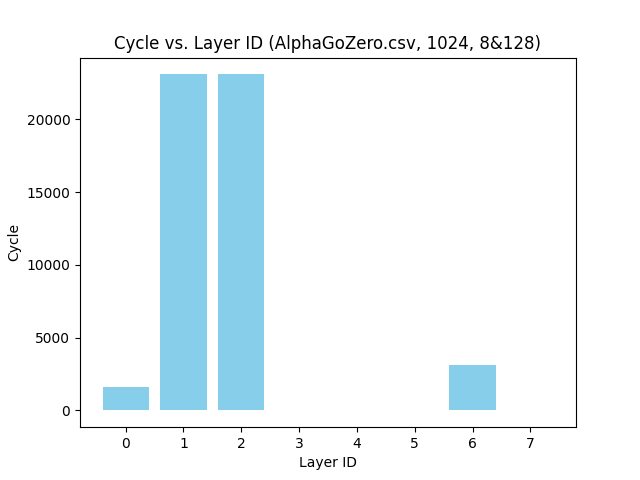 Cycle vs. Layer ID (AlphaGoZero.csv, 1024, 8&128)
20000
15000
10000
5000
0
Cycle
0 1 2 3 4 5 6 7
Layer ID